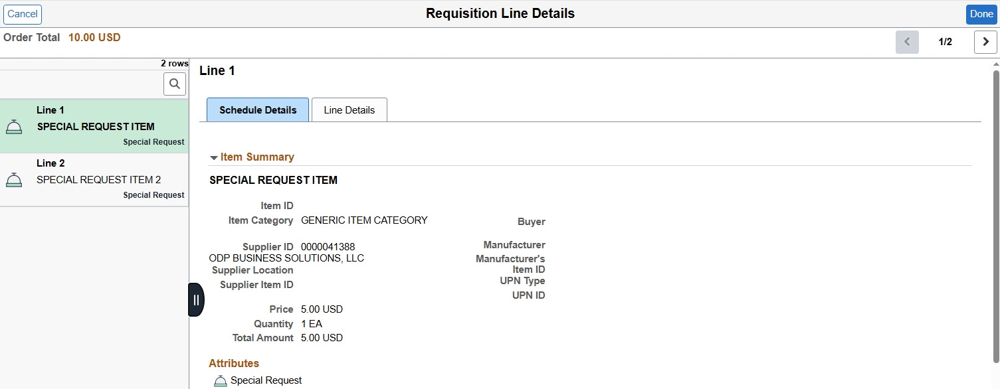 Cancel
Requisition Line Details
Done
Order Total 10.00 USD
1/2
2 rows
Line 1
SPECIAL REQUEST ITEM
Special Request
Line 2
SPECIAL REQUEST ITEM 2
Special Request
Line 1
Schedule Details
Line Details
Item Summary
SPECIAL REQUEST ITEM
Item ID
Item Category GENERIC ITEM CATEGORY
Supplier ID 0000041388
ODP BUSINESS SOLUTIONS, LLC
Supplier Location
Supplier Item ID
Price 5.00 USD
Quantity 1 EA
Total Amount 5.00 USD
Buyer
Manufacturer
Manufacturer's
Item ID
UPN Type
UPN ID
Attributes
Special Request